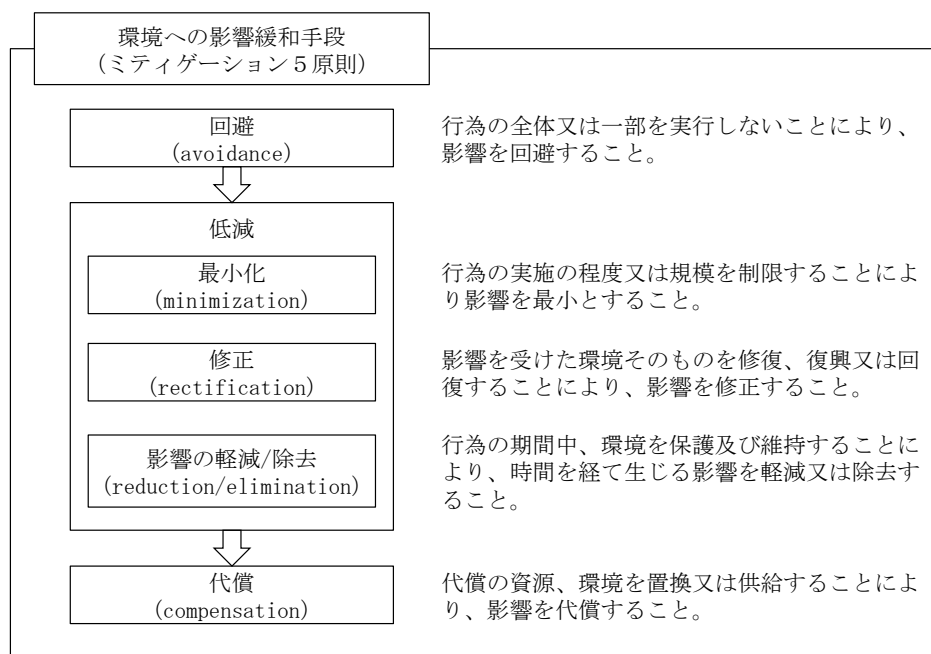 環境への影響緩和手段
(ミティゲーション５原則)
回避
(avoidance)
行為の全体又は一部を実行しないことにより、
影響を回避すること。
低減
最小化
(minimization)
行為の実施の程度又は規模を制限することによ
り影響を最小とすること。
修正
(rectification)
影響を受けた環境そのものを修復、復興又は回
復することにより、影響を修正すること。
影響の軽減/除去
(reduction/elimination)
行為の期間中、環境を保護及び維持することに
より、時間を経て生じる影響を軽減又は除去す
ること。
代償
(compensation)
代償の資源、環境を置換又は供給することによ
り、影響を代償すること。